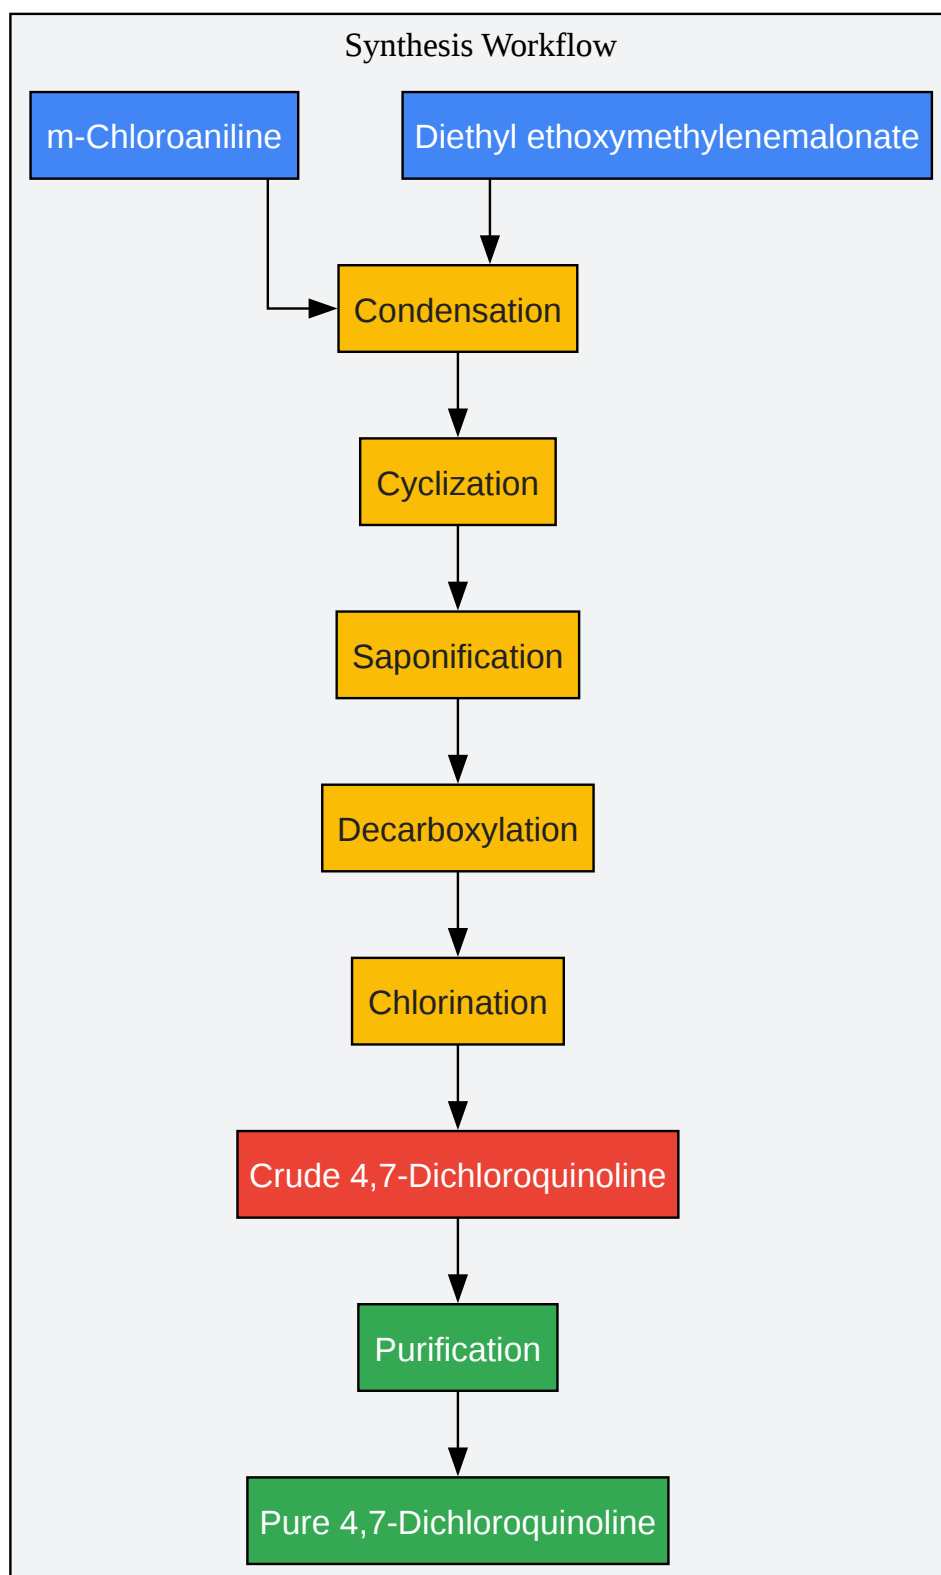 Synthesis Workflow
m-Chloroaniline
Diethyl ethoxymethylenemalonate
Condensation
Cyclization
Saponification
Decarboxylation
Chlorination
Crude 4,7-Dichloroquinoline
Purification
Pure 4,7-Dichloroquinoline